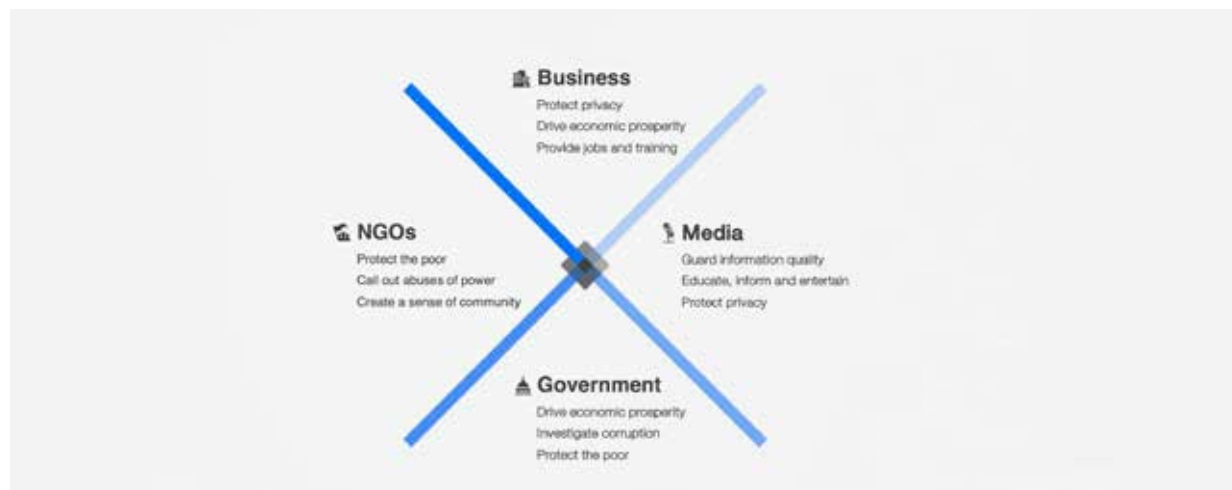 Business
Protect privacy
Drive economic prosperity
Provide jobs and training
NGOs
Protect the poor
Call out abuses of power
Create a sense of community
Media
Guard information quality
Educate, inform and entertain
Protect privacy
Government
Drive economic prosperity
Investigate corruption
Protect the poor